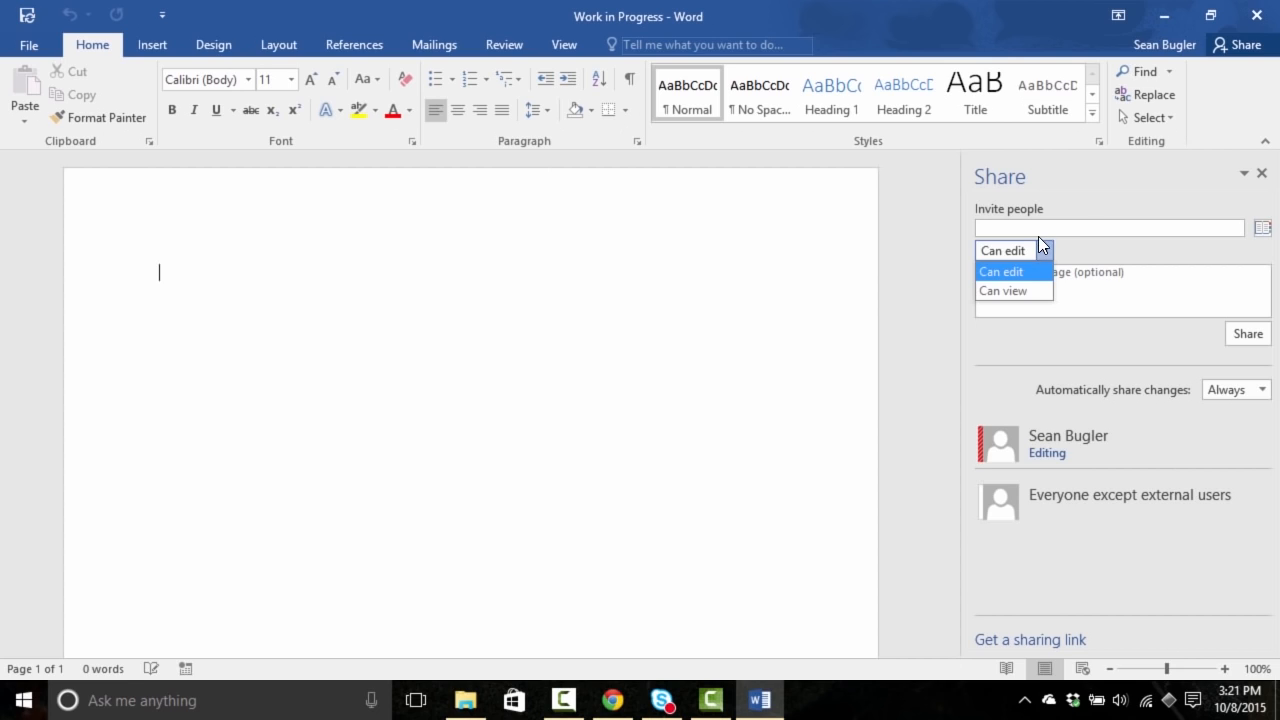 Work in Progress - Word
File Home Insert Design Layout References Mailings Review View Tell me what you want to do... Sean Bugler Share
Paste
Cut
Copy
Format Painter
Clipboard
Calibri (Body) 11
Aa
B I U abc X₂ X²
A aby A
Font
Paragraph
AaBbCcDc AaBbCcDc AaBbCc AaBbCcD AaB AaBbCcD
¶ Normal ¶ No Spac... Heading 1 Heading 2 Title Subtitle
Styles
Find
Replace
Select
Editing
Share
Invite people
Can edit
Can edit
Can view
age (optional)
Share
Automatically share changes: Always
Sean Bugler
Editing
Everyone except external users
Get a sharing link
Page 1 of 1 0 words 100%
Ask me anything
3:21 PM
10/8/2015